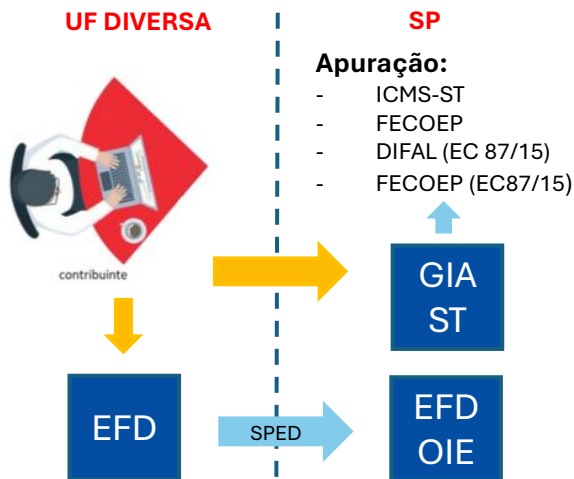 UF DIVERSA
SP
Apuração:
- ICMS-ST
- FECOEP
- DIFAL (EC 87/15)
- FECOEP (EC87/15)
contribuinte
GIA
ST
EFD
SPED
EFD
OIE